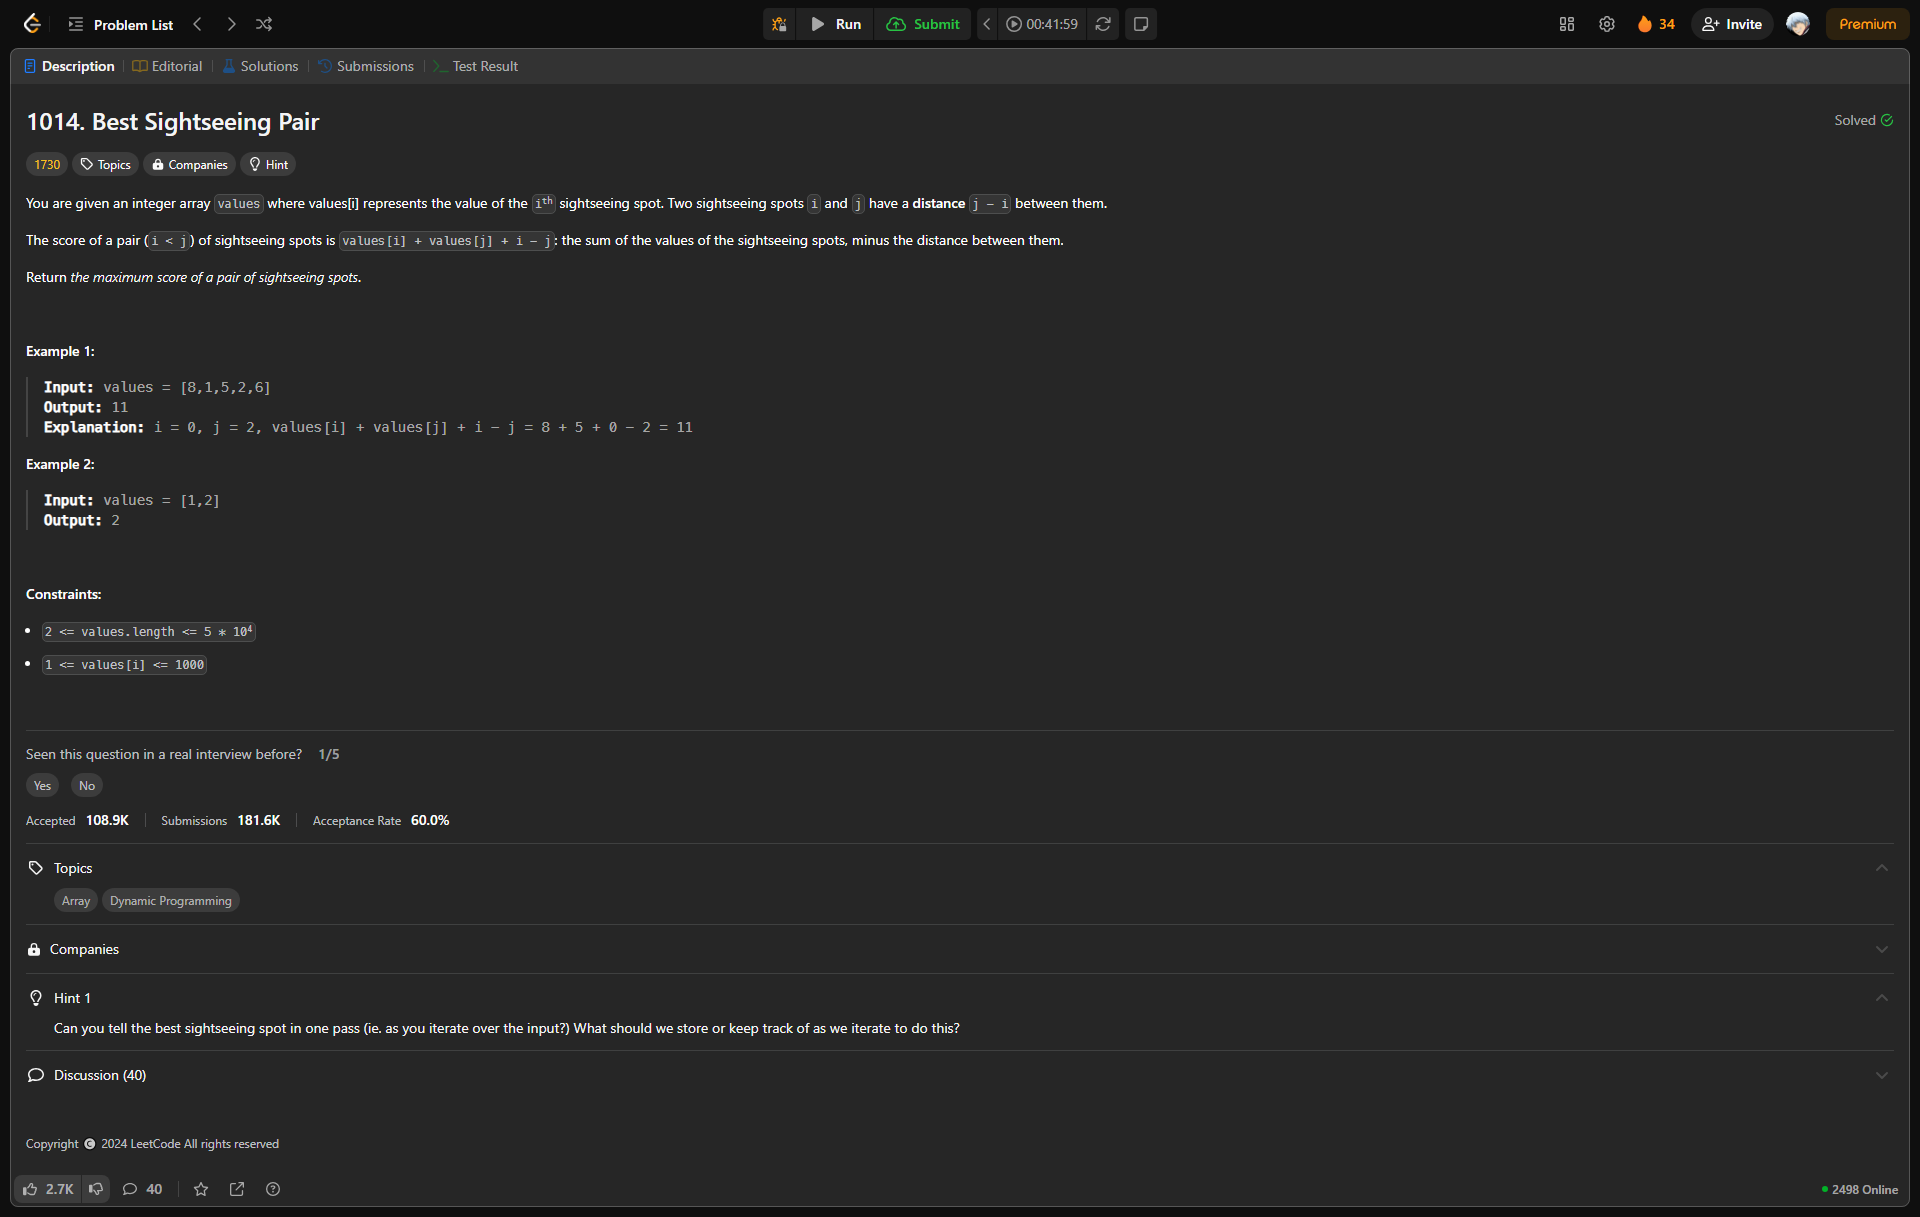 Problem List
Run
Submit
00:41:59
34
Invite
Premium
Description
Editorial
Solutions
Submissions
Test Result
1014. Best Sightseeing Pair
Solved
1730
Topics
Companies
Hint
You are given an integer array values where values[i] represents the value of the iᵗʰ sightseeing spot. Two sightseeing spots i and j have a distance j − i between them.
The score of a pair (i < j) of sightseeing spots is values[i] + values[j] + i − j: the sum of the values of the sightseeing spots, minus the distance between them.
Return the maximum score of a pair of sightseeing spots.
Example 1:
Input: values = [8,1,5,2,6]
Output: 11
Explanation: i = 0, j = 2, values[i] + values[j] + i − j = 8 + 5 + 0 − 2 = 11
Example 2:
Input: values = [1,2]
Output: 2
Constraints:
• 2 <= values.length <= 5 * 10⁴
• 1 <= values[i] <= 1000
Seen this question in a real interview before? 1/5
Yes
No
Accepted 108.9K
Submissions 181.6K
Acceptance Rate 60.0%
Topics
Array
Dynamic Programming
Companies
Hint 1
Can you tell the best sightseeing spot in one pass (ie. as you iterate over the input?) What should we store or keep track of as we iterate to do this?
Discussion (40)
Copyright © 2024 LeetCode All rights reserved
2.7K
40
2498 Online